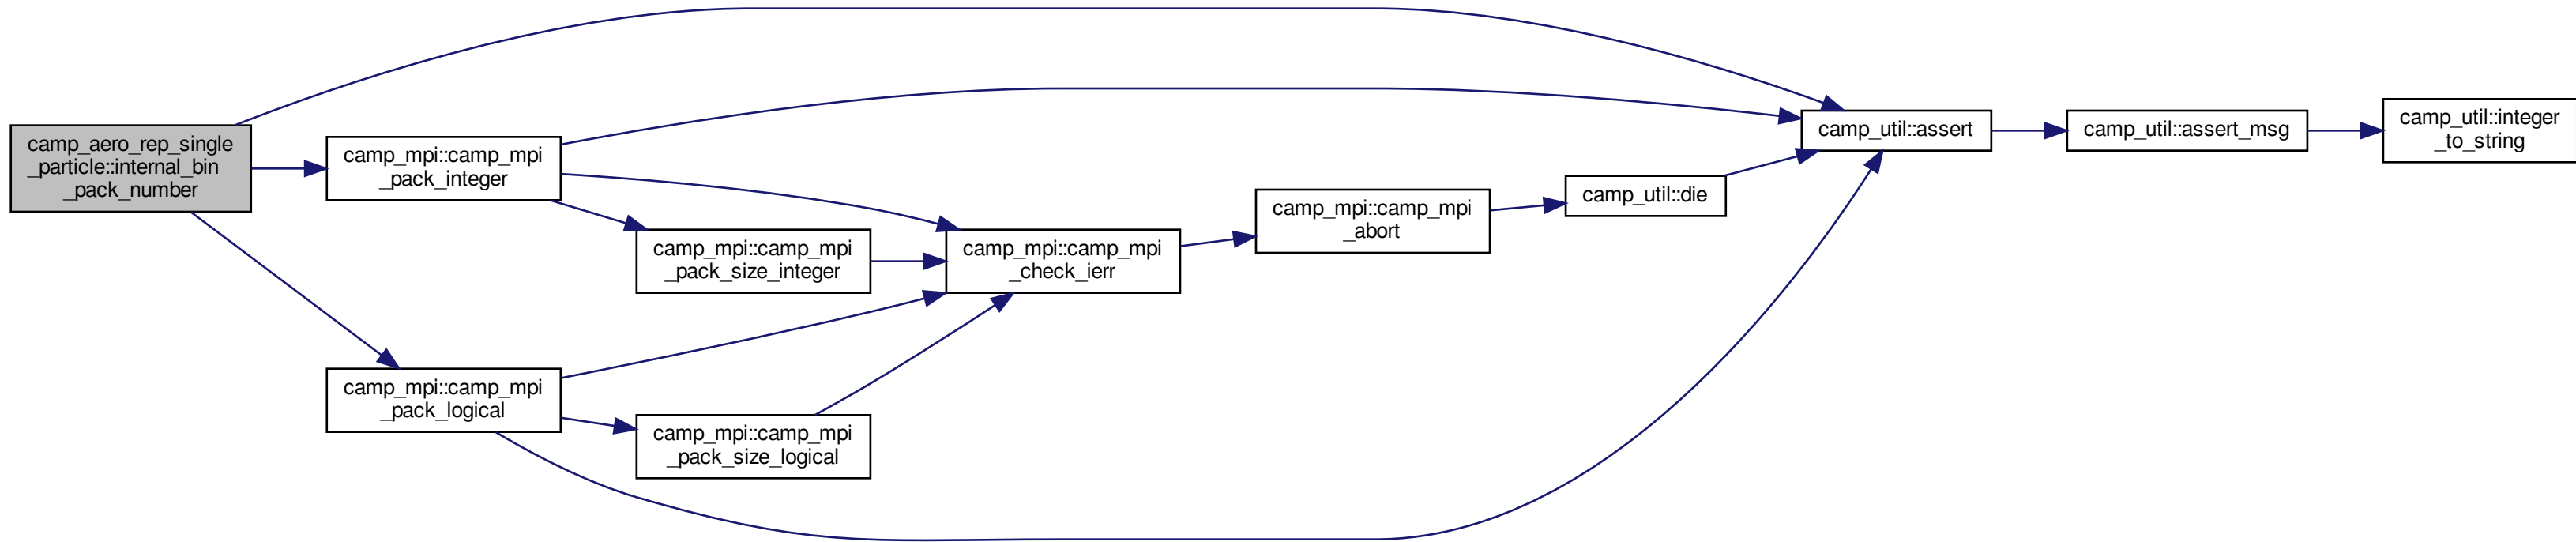 camp_aero_rep_single
_particle::internal_bin
_pack_number
camp_mpi::camp_mpi
_pack_integer
camp_mpi::camp_mpi
_pack_size_integer
camp_mpi::camp_mpi
_check_ierr
camp_mpi::camp_mpi
_abort
camp_util::die
camp_util::assert
camp_util::assert_msg
camp_util::integer
_to_string
camp_mpi::camp_mpi
_pack_logical
camp_mpi::camp_mpi
_pack_size_logical